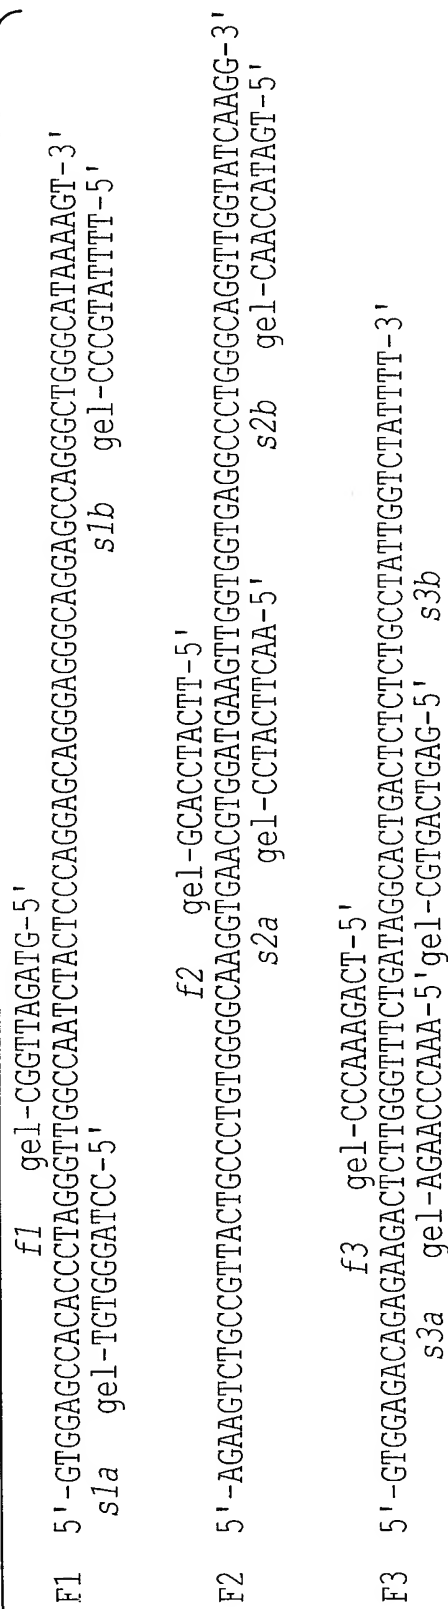 f1 gel-CGGTTAGATG-5'
F1 5'-GTGGAGCCACACCCTAGGGTTGGCCAATCTACTCCCAGGAGCAGGGAGGGCAGGAGCCAGGGCTGGGCATAAAAGT-3'
s1a gel-TGTGGGATCC-5' s1b gel-CCCGTATTTT-5'
f2 gel-GCACCTACTT-5'
F2 5'-AGAAGTCTGCCGTTACTGCCCTGTGGGGCAAGGTGAACGTGGATGAAGTTGGTGGTGAGGCCCTGGGCAGGTTGGTATCAAGG-3'
s2a gel-CCTACTTCAA-5' s2b gel-CAACCATAGT-5'
f3 gel-CCCAAAGACT-5'
F3 5'-GTGGAGACAGAGAAGACTCTTGGGTTTCTGATAGGCACTGACTCTCTCTGCCTATTGGTCTATTTT-3'
gel-AGAACCCAAA-5'gel-CGTGACTGAG-5'
s3a s3b